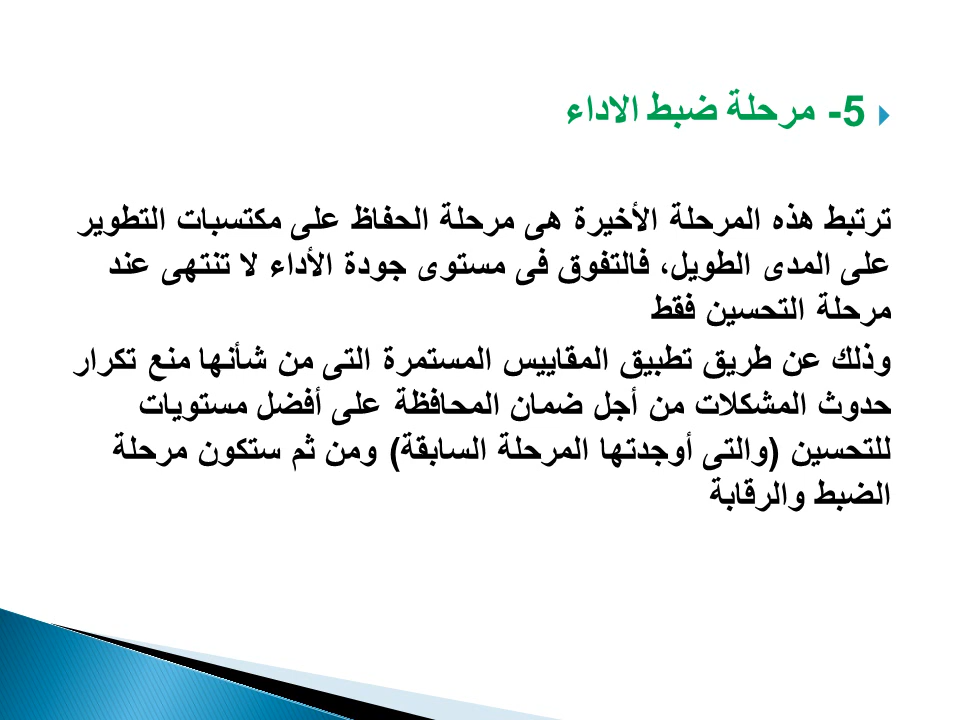 5- مرحلة ضبط الاداء
ترتبط هذه المرحلة الأخيرة هى مرحلة الحفاظ على مكتسبات التطوير
على المدى الطويل، فالتفوق فى مستوى جودة الأداء لا تنتهى عند
مرحلة التحسين فقط
وذلك عن طريق تطبيق المقاييس المستمرة التى من شأنها منع تكرار
حدوث المشكلات من أجل ضمان المحافظة على أفضل مستويات
للتحسين (والتى أوجدتها المرحلة السابقة) ومن ثم ستكون مرحلة
الضبط والرقابة